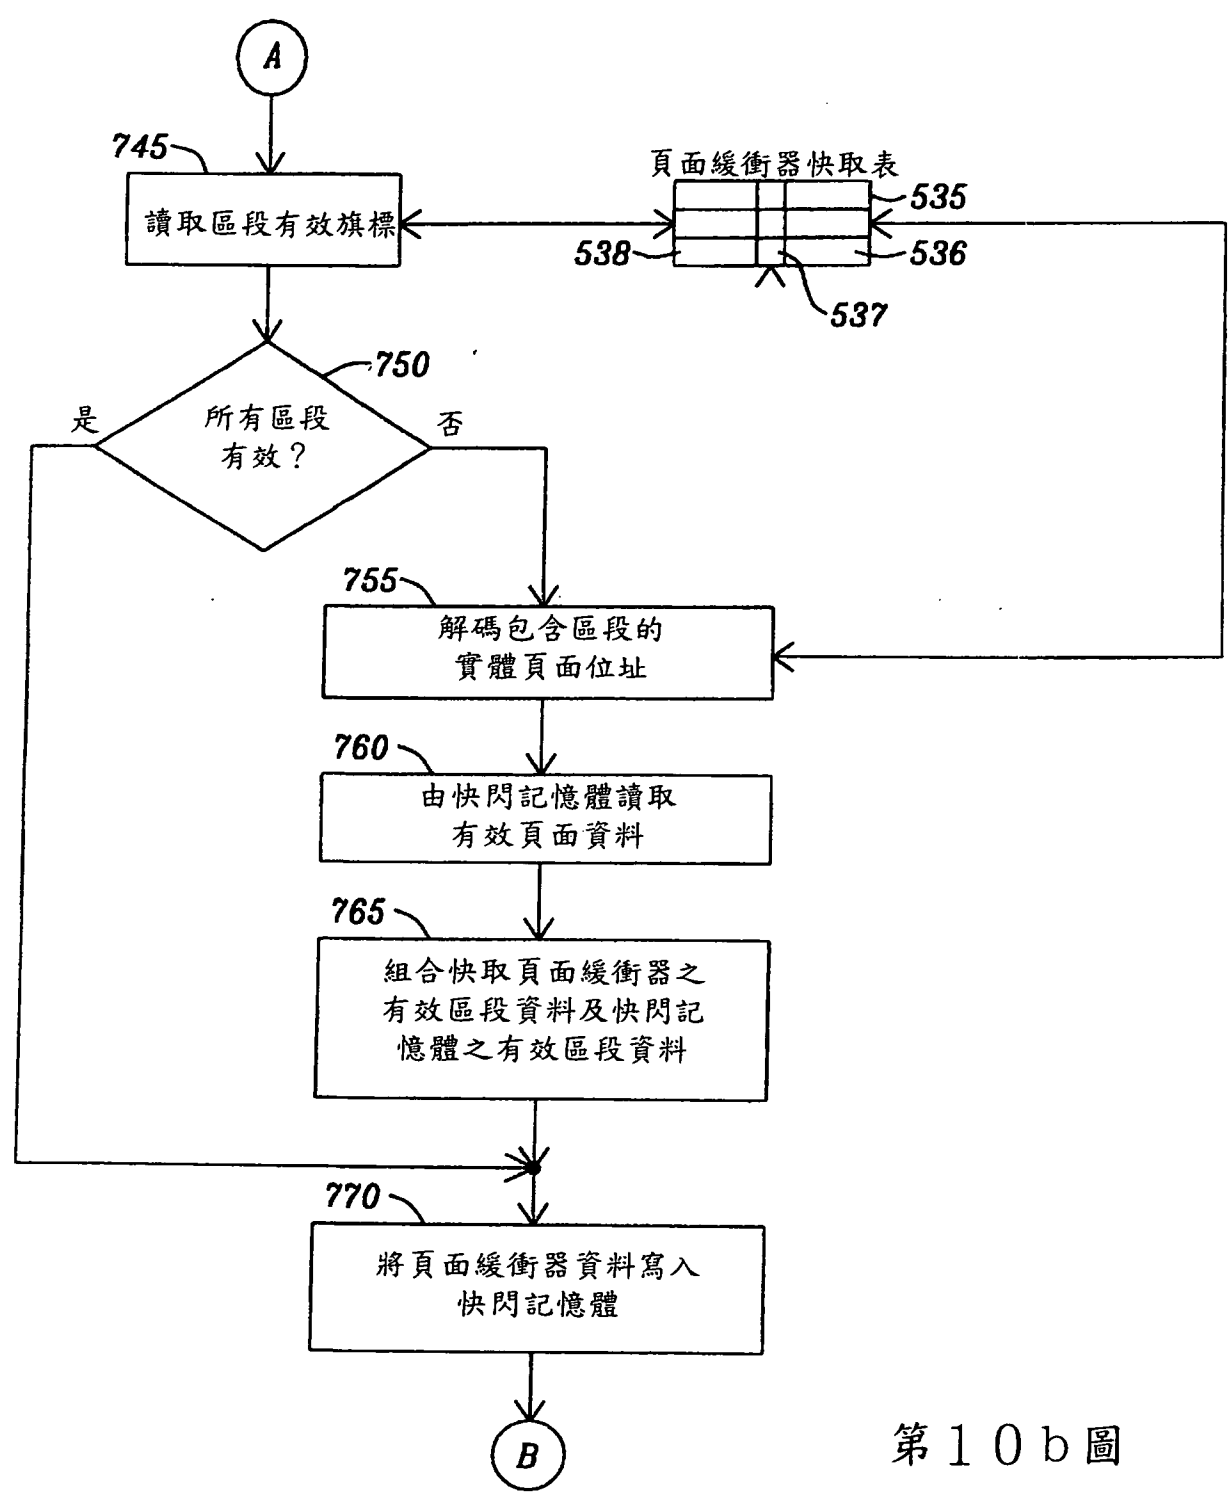 A
745
頁面緩衝器快取表
讀取區段有效旗標
535
538
536
537
750
是
所有區段
有效？
否
755
解碼包含區段的
實體頁面位址
760
由快閃記憶體讀取
有效頁面資料
765
組合快取頁面緩衝器之
有效區段資料及快閃記
憶體之有效區段資料
770
將頁面緩衝器資料寫入
快閃記憶體
B
第10b圖